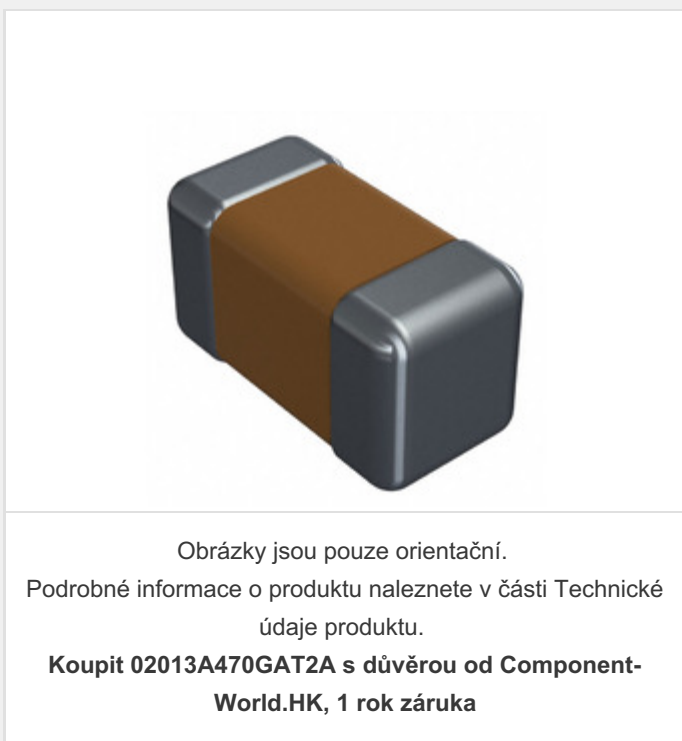 Obrázky jsou pouze orientační.
Podrobné informace o produktu naleznete v části Technické
údaje produktu.
Koupit 02013A470GAT2A s důvěrou od Component-
World.HK, 1 rok záruka